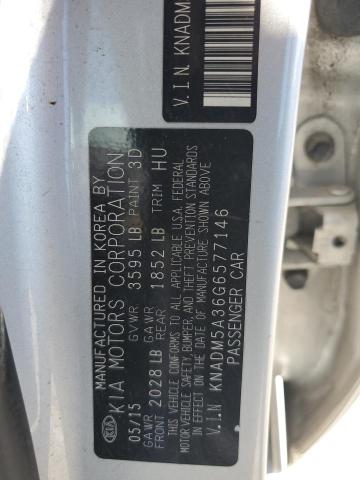 V.I.N. KNADM
KIA
MANUFACTURED IN KOREA BY
KIA MOTORS CORPORATION
05/15 GVWR 3595 LB PAINT 3D
GAWR FRONT 2028 LB GAWR REAR 1852 LB TRIM HU
THIS VEHICLE CONFORMS TO ALL APPLICABLE U.S.A. FEDERAL
MOTOR VEHICLE SAFETY, BUMPER, AND THEFT PREVENTION STANDARDS
IN EFFECT ON THE DATE OF MANUFACTURE SHOWN ABOVE
V.I.N KNADM5A36G6577146
PASSENGER CAR